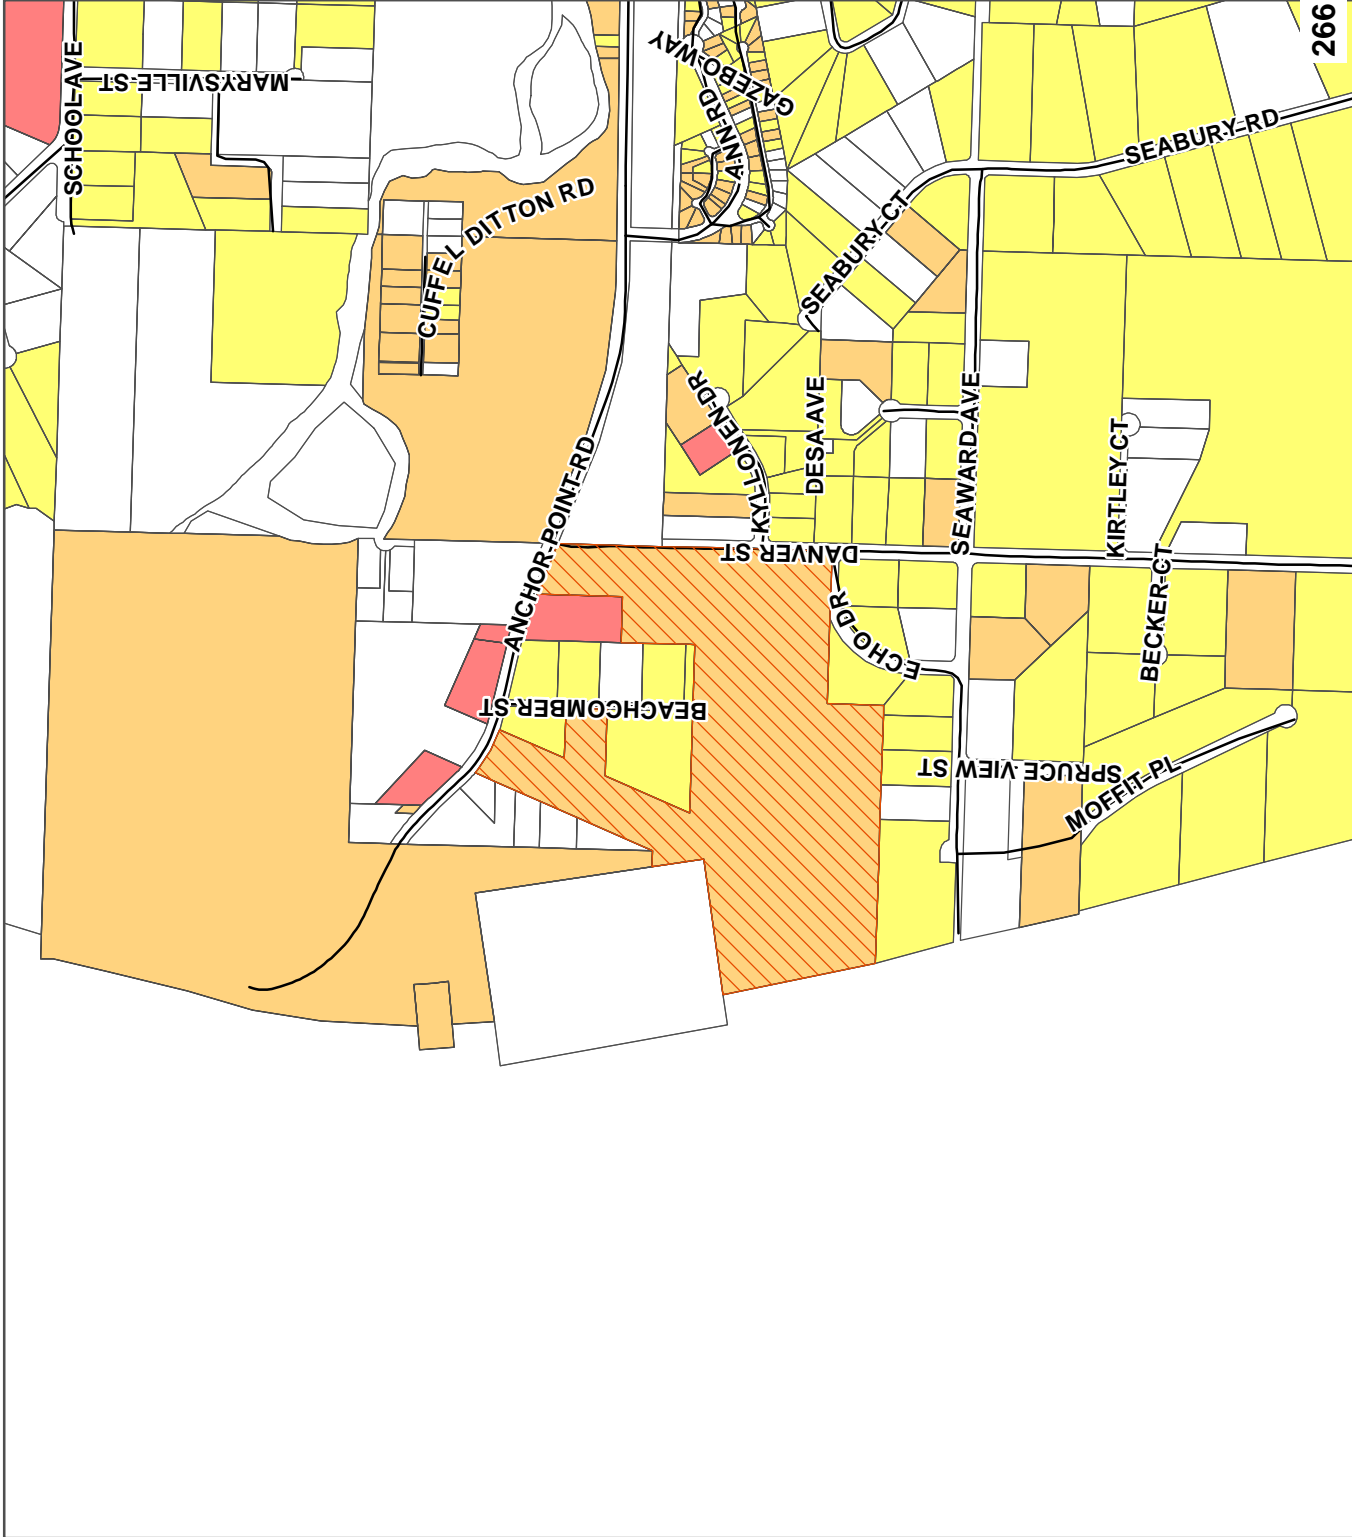 266
SCHOOL AVE
MARYSVILLE ST
GAZEBO WAY
ANN RD
SEABURY RD
CUFFEL DITTON RD
SEABURY CT
KYLLONEN DR
DESA AVE
SEAWARD AVE
KIRTLEY CT
ANCHOR POINT RD
DANVER ST
BECKER CT
ECHO DR
BEACHCOMBER ST
SPRUCE VIEW ST
MOFFIT PL